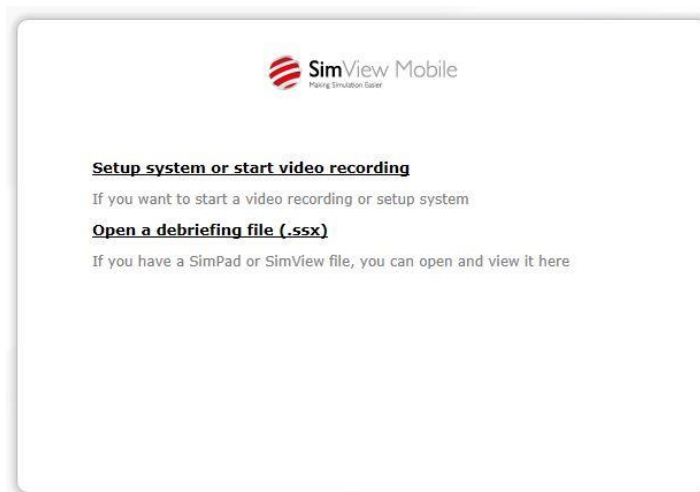 SimView Mobile
Making Simulation Easier
Setup system or start video recording
If you want to start a video recording or setup system
Open a debriefing file (.ssx)
If you have a SimPad or SimView file, you can open and view it here